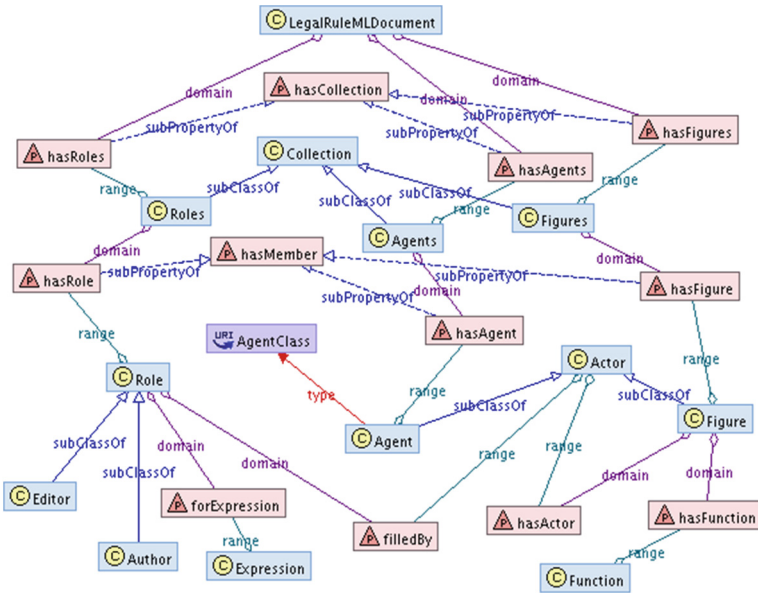 C LegalRuleMLDocument
domain
P hasCollection
domain
domain
subPropertyOf
subPropertyOf
subPropertyOf
P hasFigures
P hasRoles
C Collection
P hasAgents
range
subClassOf
subClassOf
range
C Roles
subClassOf
range
C Figures
C Agents
domain
P hasMember
domain
P hasRole
subPropertyOf
subPropertyOf
domain
P hasFigure
subPropertyOf
P hasAgent
range
URI AgentClass
C Actor
range
C Role
type
range
subClassOf
subClassOf
C Figure
subClassOf
C Agent
subClassOf
domain
domain
range
range
domain
domain
C Editor
P forExpression
P hasActor
P hasFunction
range
P filledBy
range
C Author
C Expression
C Function